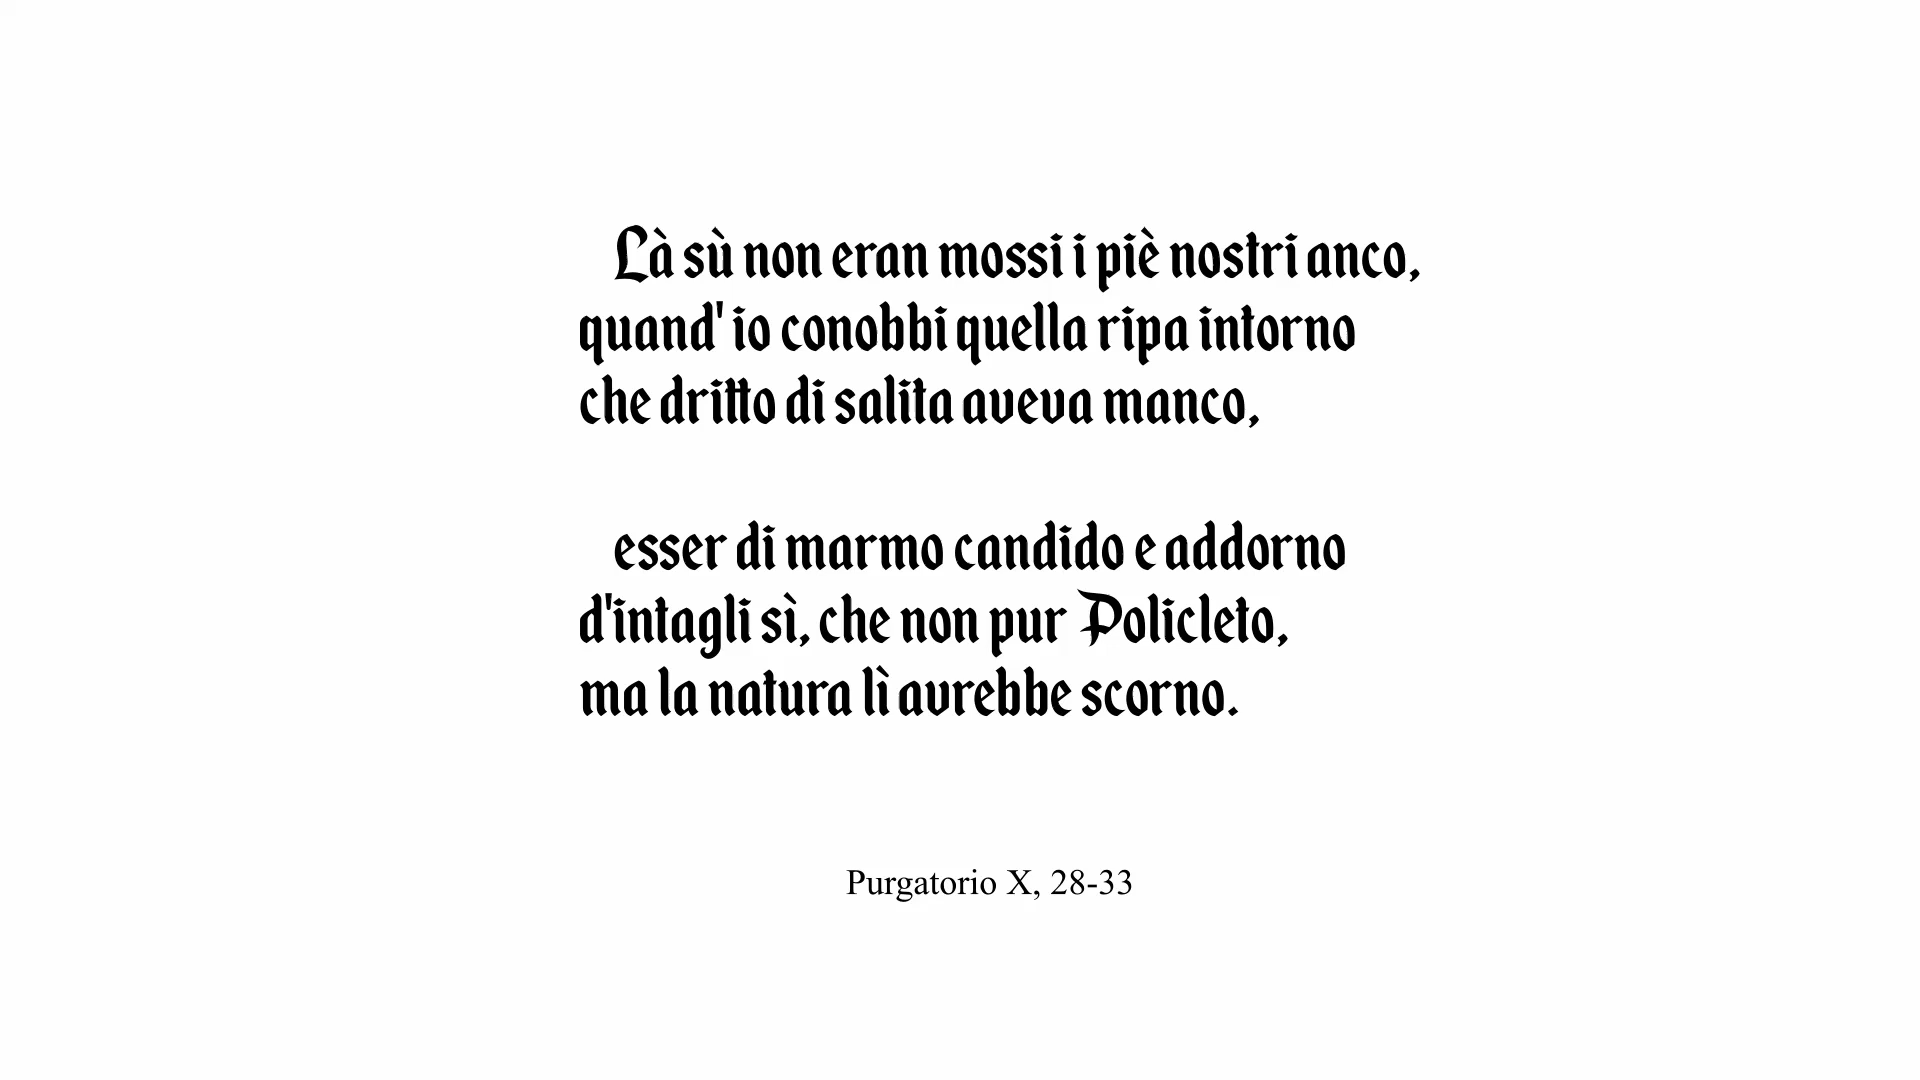 Là sù non eran mossi i piè nostri anco,
quand' io conobbi quella ripa intorno
che dritto di salita aveva manco,
esser di marmo candido e addorno
d'intagli sì, che non pur Policleto,
ma la natura lì avrebbe scorno.
Purgatorio X, 28-33